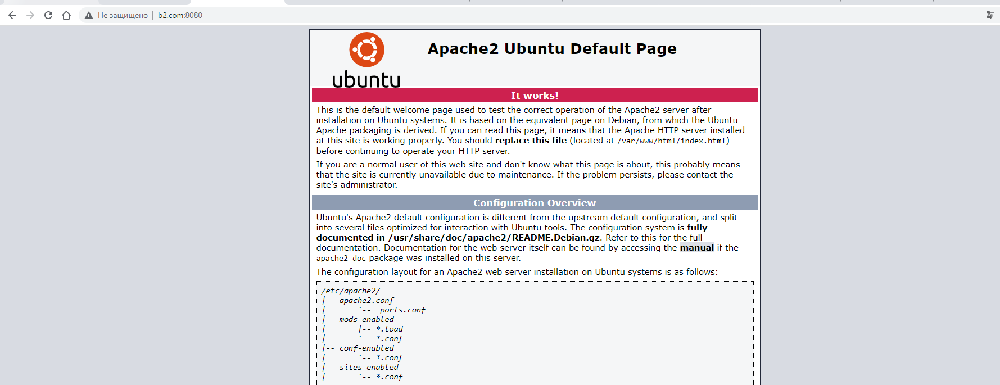 Не защищено | b2.com:8080
ubuntu
Apache2 Ubuntu Default Page
It works!
This is the default welcome page used to test the correct operation of the Apache2 server after
installation on Ubuntu systems. It is based on the equivalent page on Debian, from which the Ubuntu
Apache packaging is derived. If you can read this page, it means that the Apache HTTP server installed
at this site is working properly. You should replace this file (located at /var/www/html/index.html)
before continuing to operate your HTTP server.
If you are a normal user of this web site and don't know what this page is about, this probably means
that the site is currently unavailable due to maintenance. If the problem persists, please contact the
site's administrator.
Configuration Overview
Ubuntu's Apache2 default configuration is different from the upstream default configuration, and split
into several files optimized for interaction with Ubuntu tools. The configuration system is fully
documented in /usr/share/doc/apache2/README.Debian.gz. Refer to this for the full
documentation. Documentation for the web server itself can be found by accessing the manual if the
apache2-doc package was installed on this server.
The configuration layout for an Apache2 web server installation on Ubuntu systems is as follows:
/etc/apache2/
|-- apache2.conf
|       `--  ports.conf
|-- mods-enabled
|       |-- *.load
|       `-- *.conf
|-- conf-enabled
|       `-- *.conf
|-- sites-enabled
|       `-- *.conf